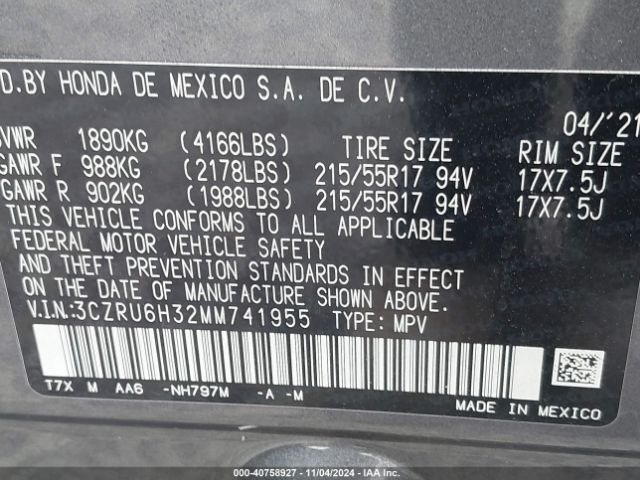 D.BY HONDA DE MEXICO S.A. DE C.V.
04/'21
VWR 1890KG (4166LBS) TIRE SIZE RIM SIZE
GAWR F 988KG (2178LBS) 215/55R17 94V 17X7.5J
GAWR R 902KG (1988LBS) 215/55R17 94V 17X7.5J
THIS VEHICLE CONFORMS TO ALL APPLICABLE
FEDERAL MOTOR VEHICLE SAFETY
AND THEFT PREVENTION STANDARDS IN EFFECT
ON THE DATE OF MANUFACTURE SHOWN ABOVE.
V.I.N.:3CZRU6H32MM741955 TYPE: MPV
T7X M AA6 -NH797M -A -M
MADE IN MEXICO
000-40758927 - 11/04/2024 - IAA Inc.